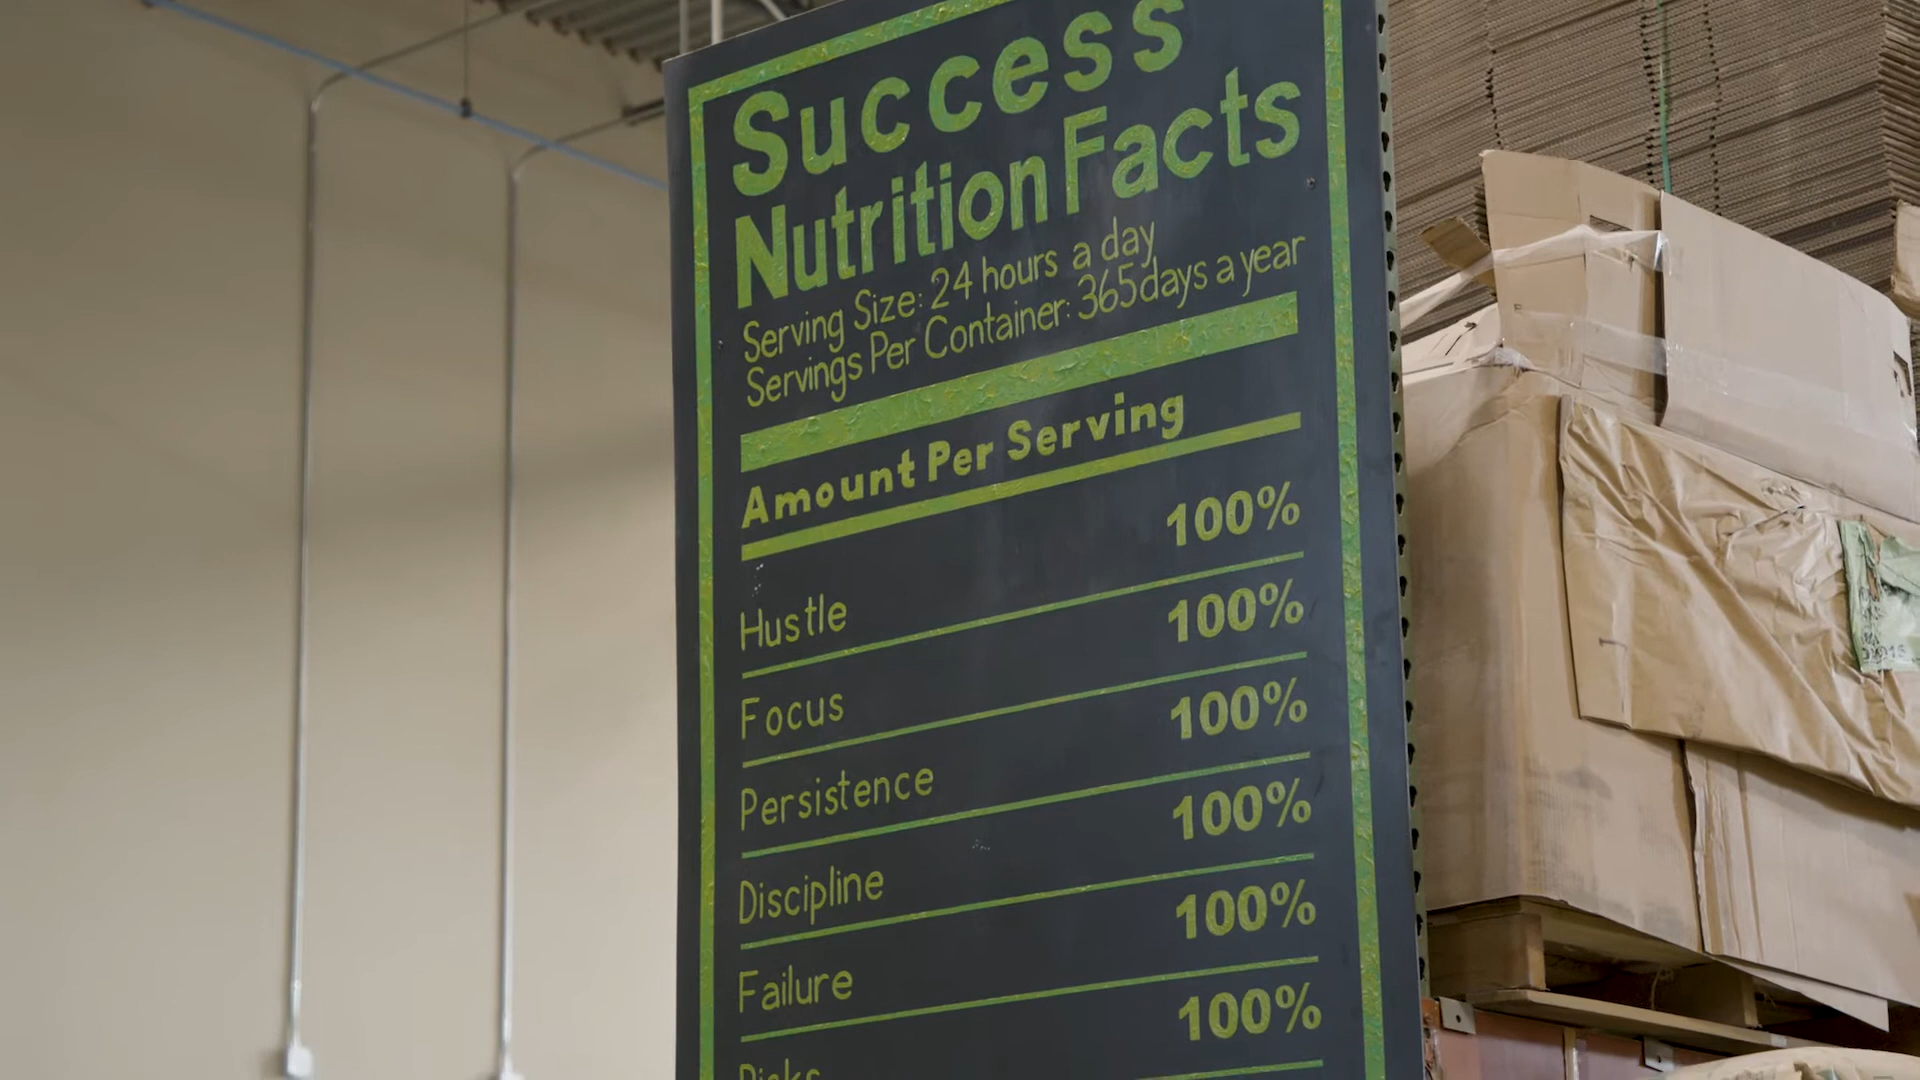 Success
Nutrition Facts
Serving Size: 24 hours a day
Servings Per Container: 365 days a year
Amount Per Serving
Hustle 100%
Focus 100%
Persistence 100%
Discipline 100%
Failure 100%
Risks 100%